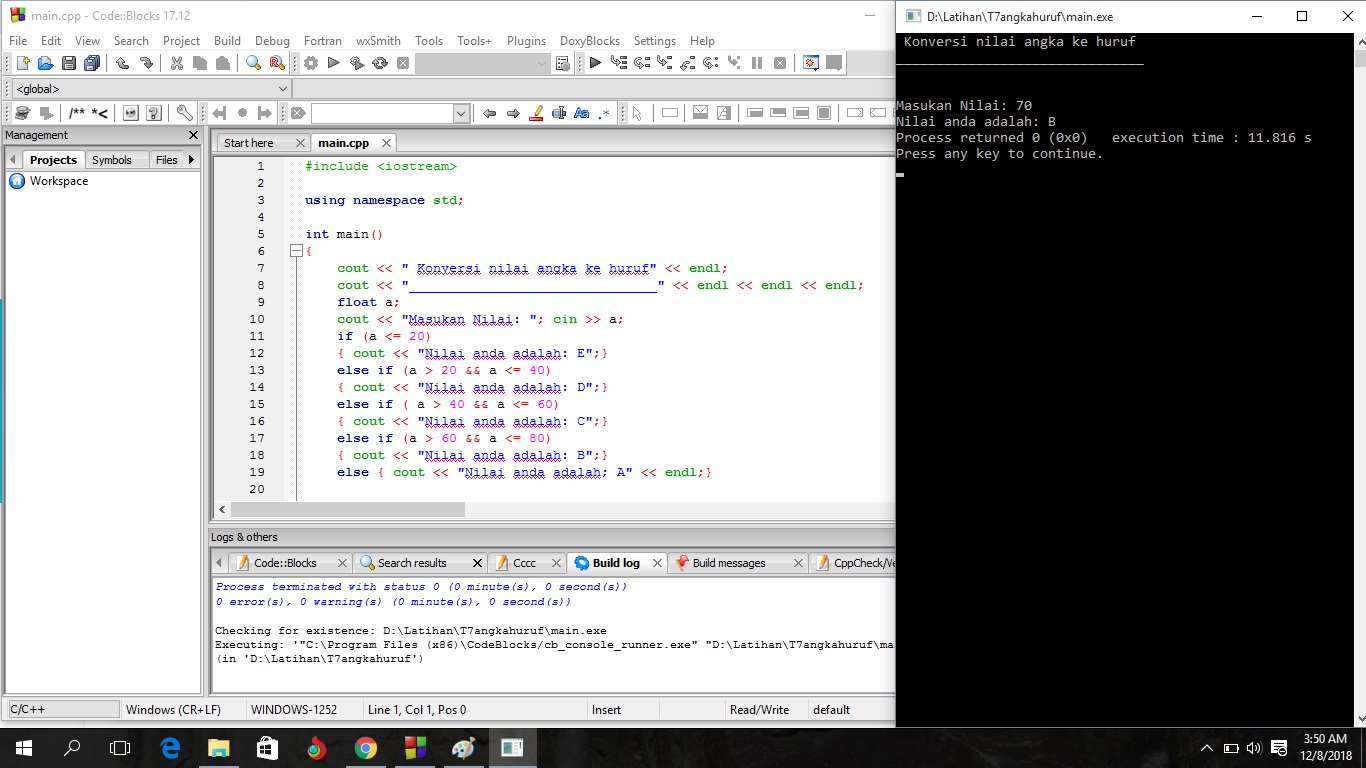 main.cpp - Code::Blocks 17.12
File Edit View Search Project Build Debug Fortran wxSmith Tools Tools+ Plugins DoxyBlocks Settings Help
<global>
/** *<
Management
Projects Symbols Files
Workspace
Start here main.cpp
1 #include <iostream>
2
3 using namespace std;
4
5 int main()
6 {
7 cout << " Konversi nilai angka ke huruf" << endl;
8 cout << "_______________________________" << endl << endl << endl;
9 float a;
10 cout << "Masukan Nilai: "; cin >> a;
11 if (a <= 20)
12 { cout << "Nilai anda adalah: E";}
13 else if (a > 20 && a <= 40)
14 { cout << "Nilai anda adalah: D";}
15 else if ( a > 40 && a <= 60)
16 { cout << "Nilai anda adalah: C";}
17 else if (a > 60 && a <= 80)
18 { cout << "Nilai anda adalah: B";}
19 else { cout << "Nilai anda adalah; A" << endl;}
20
Logs & others
Code::Blocks Search results Cccc Build log Build messages CppCheck/Ve
Process terminated with status 0 (0 minute(s), 0 second(s))
0 error(s), 0 warning(s) (0 minute(s), 0 second(s))
Checking for existence: D:\Latihan\T7angkahuruf\main.exe
Executing: '"C:\Program Files (x86)\CodeBlocks/cb_console_runner.exe" "D:\Latihan\T7angkahuruf\ma
(in 'D:\Latihan\T7angkahuruf')
C/C++ Windows (CR+LF) WINDOWS-1252 Line 1, Col 1, Pos 0 Insert Read/Write default
D:\Latihan\T7angkahuruf\main.exe
Konversi nilai angka ke huruf
_______________________________
Masukan Nilai: 70
Nilai anda adalah: B
Process returned 0 (0x0) execution time : 11.816 s
Press any key to continue.
3:50 AM
12/8/2018